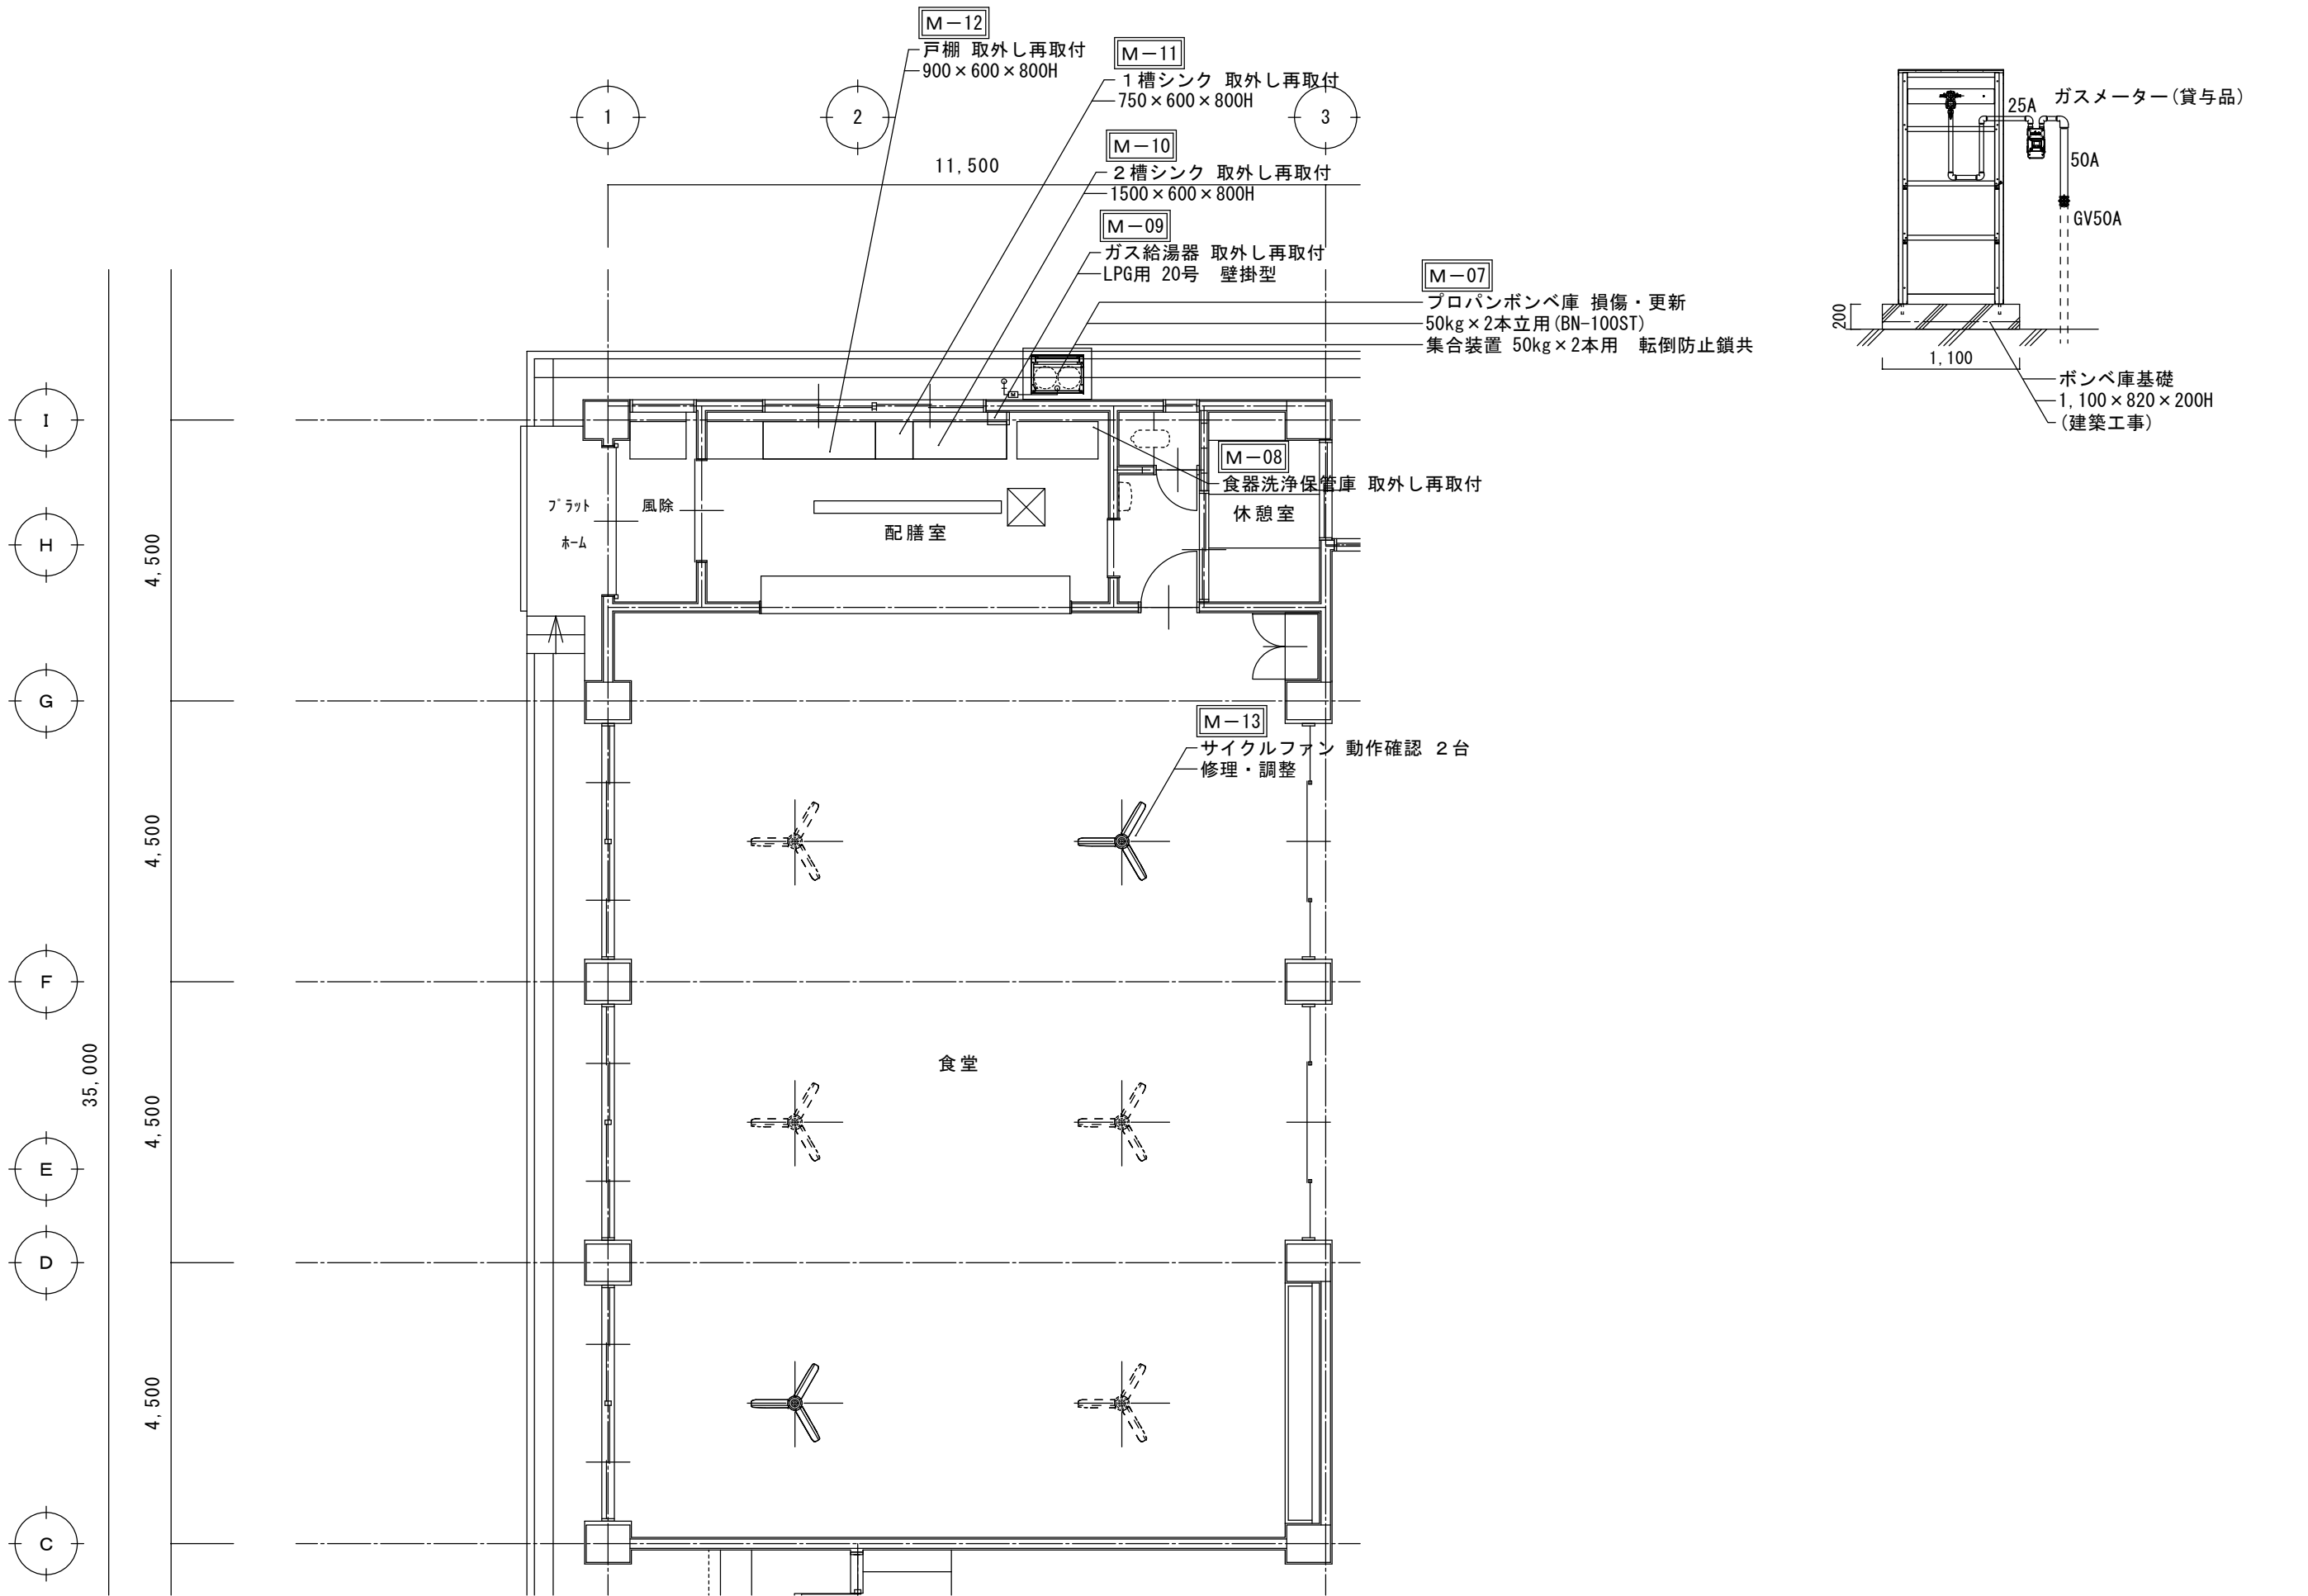 M－12
戸棚 取外し再取付
900×600×800H
M－11
１槽シンク 取外し再取付
750×600×800H
1
2
3
11,500
M－10
２槽シンク 取外し再取付
1500×600×800H
M－09
ガス給湯器 取外し再取付
LPG用 20号　壁掛型
M－07
プロパンボンベ庫 損傷・更新
50kg×2本立用(BN-100ST)
集合装置 50kg×2本用　転倒防止鎖共
25A
ガスメーター(貸与品)
50A
GV50A
200
1,100
ボンベ庫基礎
1,100×820×200H
(建築工事)
I
M
M－08
食器洗浄保管庫 取外し再取付
ﾌﾟﾗｯﾄ
ﾎｰﾑ
風除
配膳室
休憩室
H
4,500
G
M－13
サイクルファン 動作確認 ２台
修理・調整
4,500
F
35,000
食堂
4,500
E
D
4,500
C